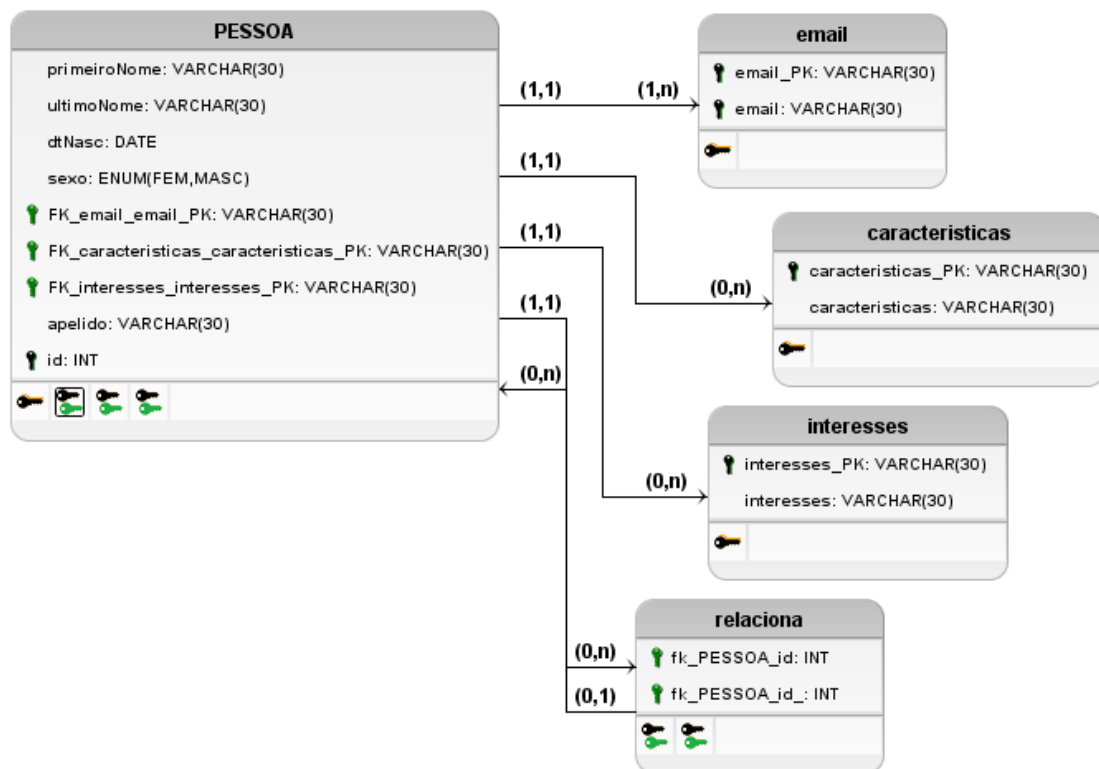 PESSOA
primeiroNome: VARCHAR(30)
ultimoNome: VARCHAR(30)
dtNasc: DATE
sexo: ENUM(FEM,MASC)
FK_email_email_PK: VARCHAR(30)
FK_caracteristicas_caracteristicas_PK: VARCHAR(30)
FK_interesses_interesses_PK: VARCHAR(30)
apelido: VARCHAR(30)
id: INT
(1,1)
(1,n)
(1,1)
(0,n)
(1,1)
(0,n)
(1,1)
(0,n)
(0,n)
(0,1)
email
email_PK: VARCHAR(30)
email: VARCHAR(30)
caracteristicas
caracteristicas_PK: VARCHAR(30)
caracteristicas: VARCHAR(30)
interesses
interesses_PK: VARCHAR(30)
interesses: VARCHAR(30)
relaciona
fk_PESSOA_id: INT
fk_PESSOA_id_: INT